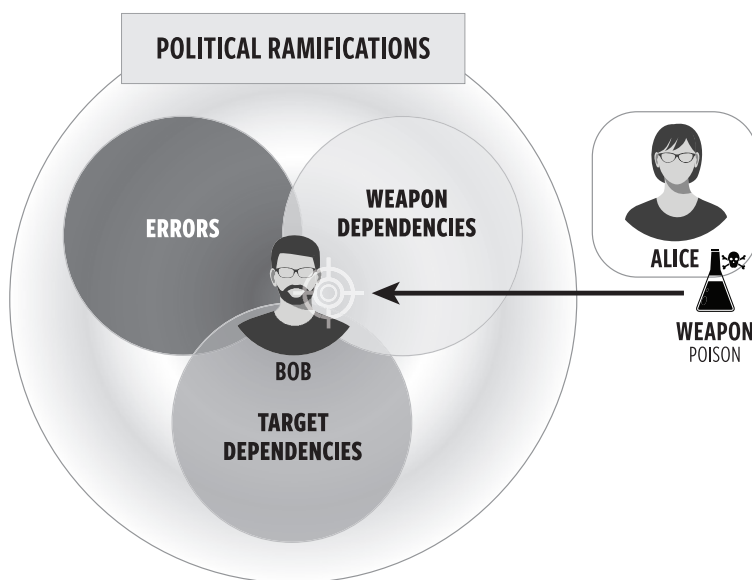 POLITICAL RAMIFICATIONS
ERRORS
WEAPON
DEPENDENCIES
ALICE
WEAPON
POISON
BOB
TARGET
DEPENDENCIES